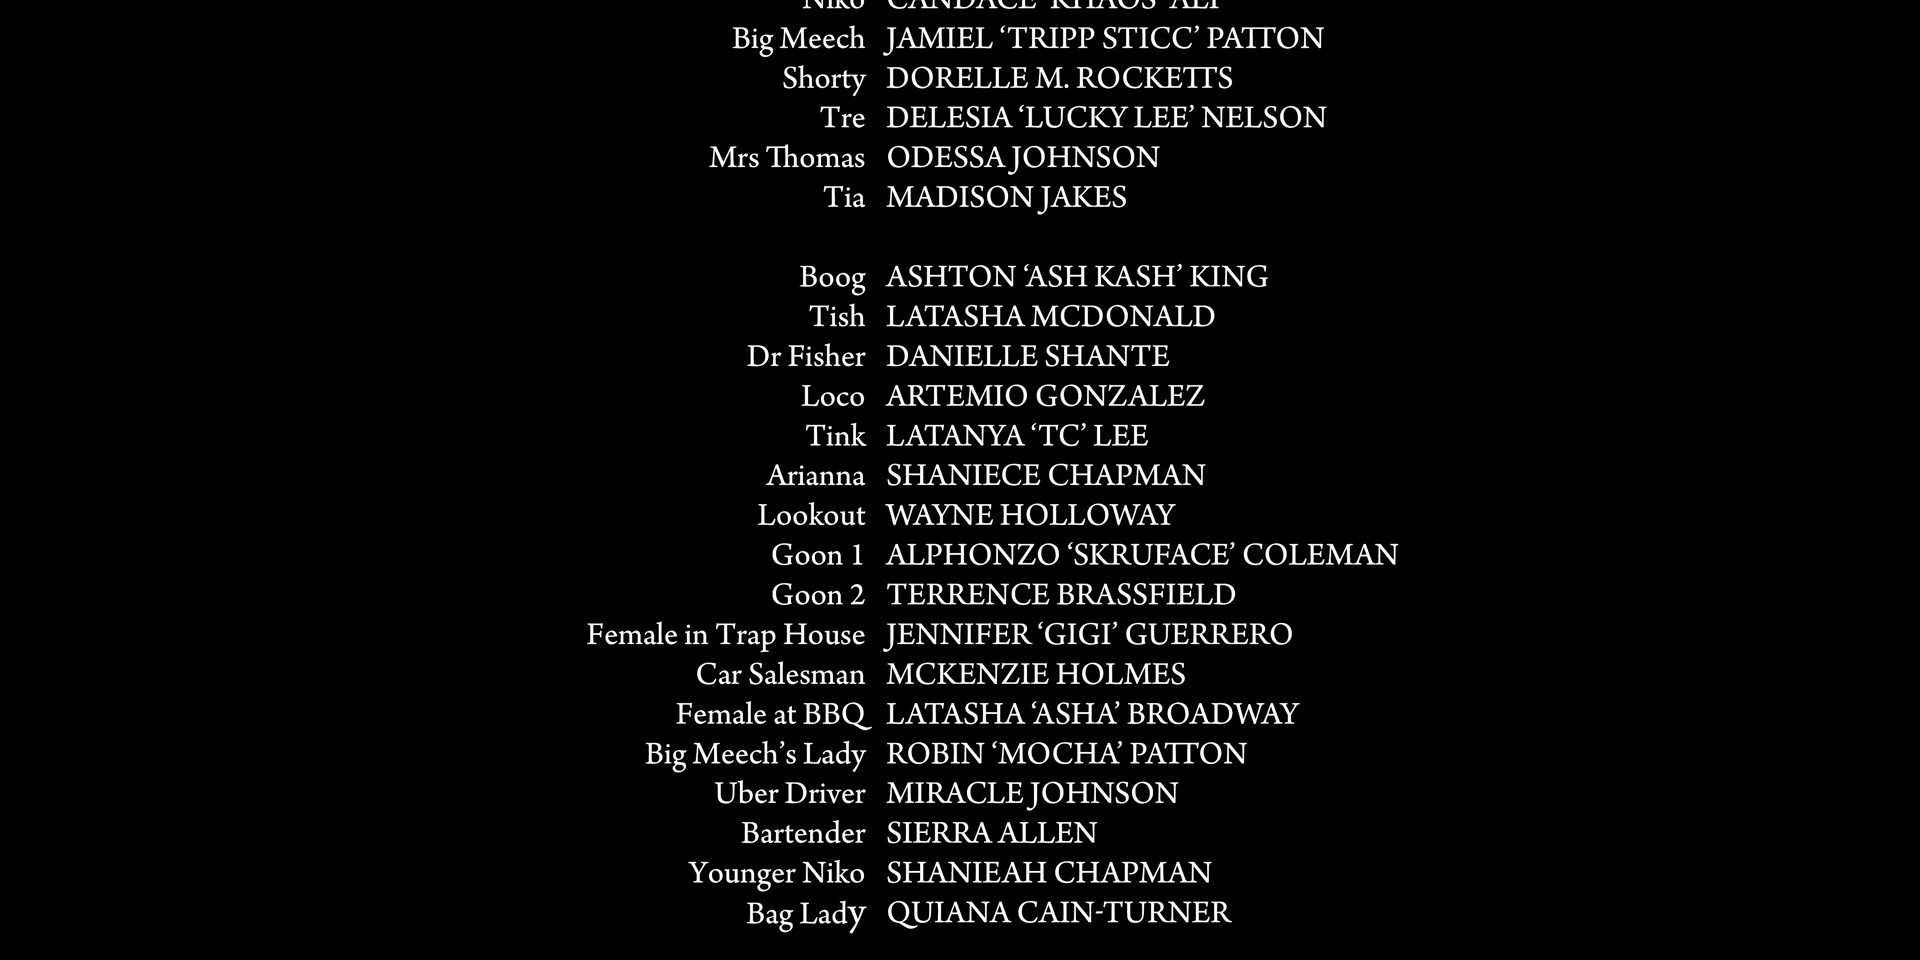 Niko CANDACE ‘KHAOS’ ALI
Big Meech JAMIEL ‘TRIPP STICC’ PATTON
Shorty DORELLE M. ROCKETTS
Tre DELESIA ‘LUCKY LEE’ NELSON
Mrs Thomas ODESSA JOHNSON
Tia MADISON JAKES
Boog ASHTON ‘ASH KASH’ KING
Tish LATASHA MCDONALD
Dr Fisher DANIELLE SHANTE
Loco ARTEMIO GONZALEZ
Tink LATANYA ‘TC’ LEE
Arianna SHANIECE CHAPMAN
Lookout WAYNE HOLLOWAY
Goon 1 ALPHONZO ‘SKRUFACE’ COLEMAN
Goon 2 TERRENCE BRASSFIELD
Female in Trap House JENNIFER ‘GIGI’ GUERRERO
Car Salesman MCKENZIE HOLMES
Female at BBQ LATASHA ‘ASHA’ BROADWAY
Big Meech’s Lady ROBIN ‘MOCHA’ PATTON
Uber Driver MIRACLE JOHNSON
Bartender SIERRA ALLEN
Younger Niko SHANIEAH CHAPMAN
Bag Lady QUIANA CAIN-TURNER